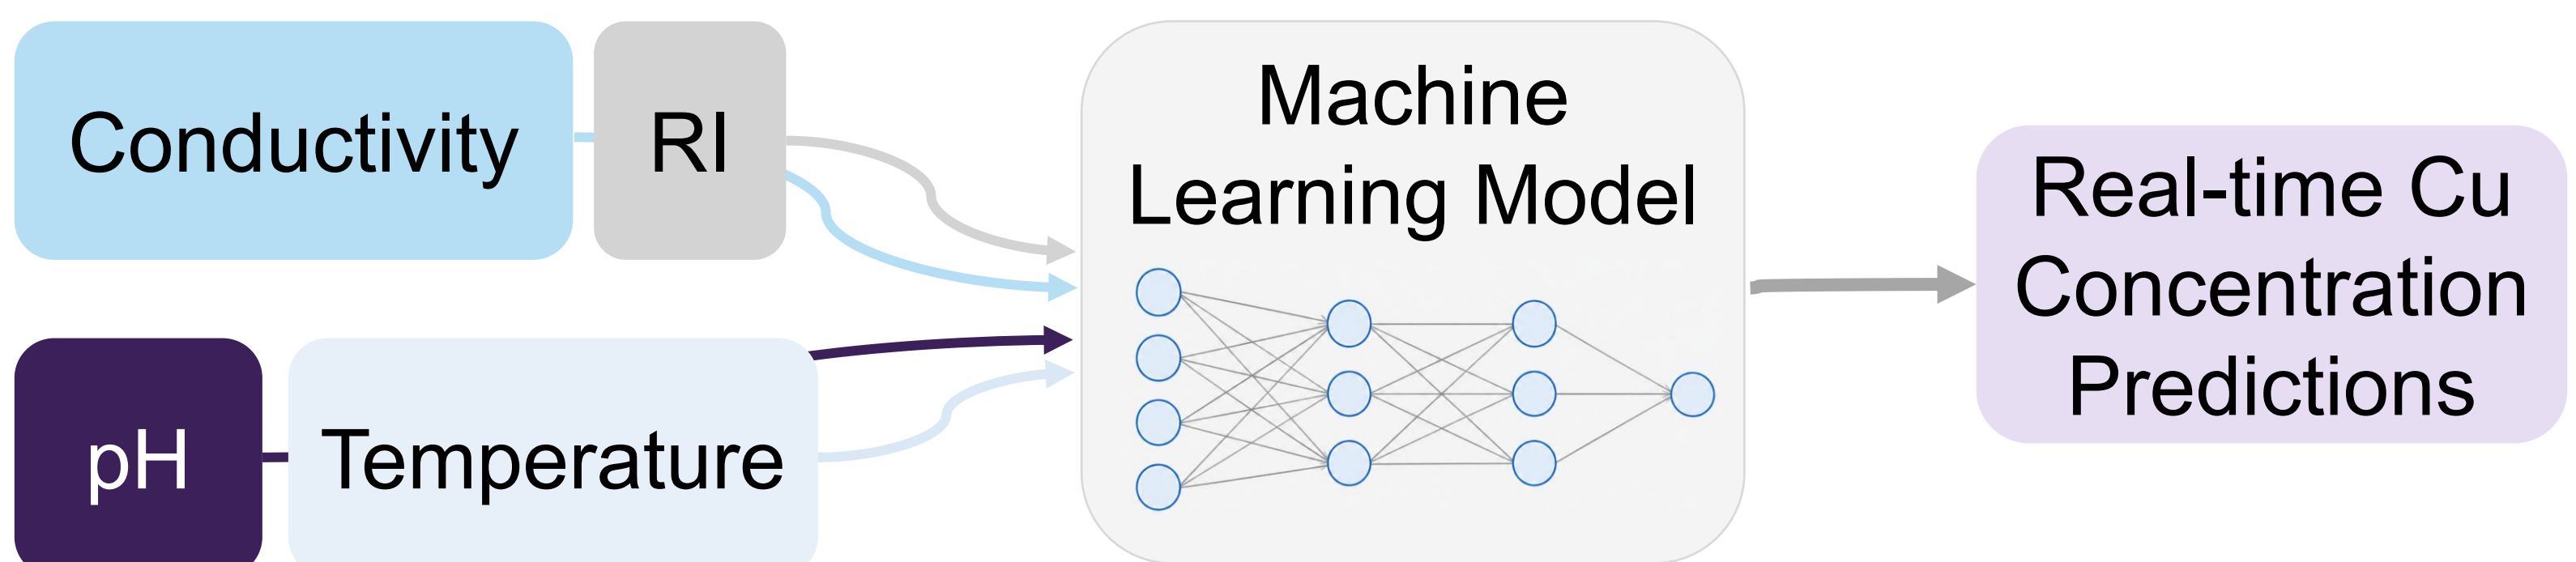 Conductivity
RI
pH
Temperature
Machine
Learning Model
Real-time Cu
Concentration
Predictions